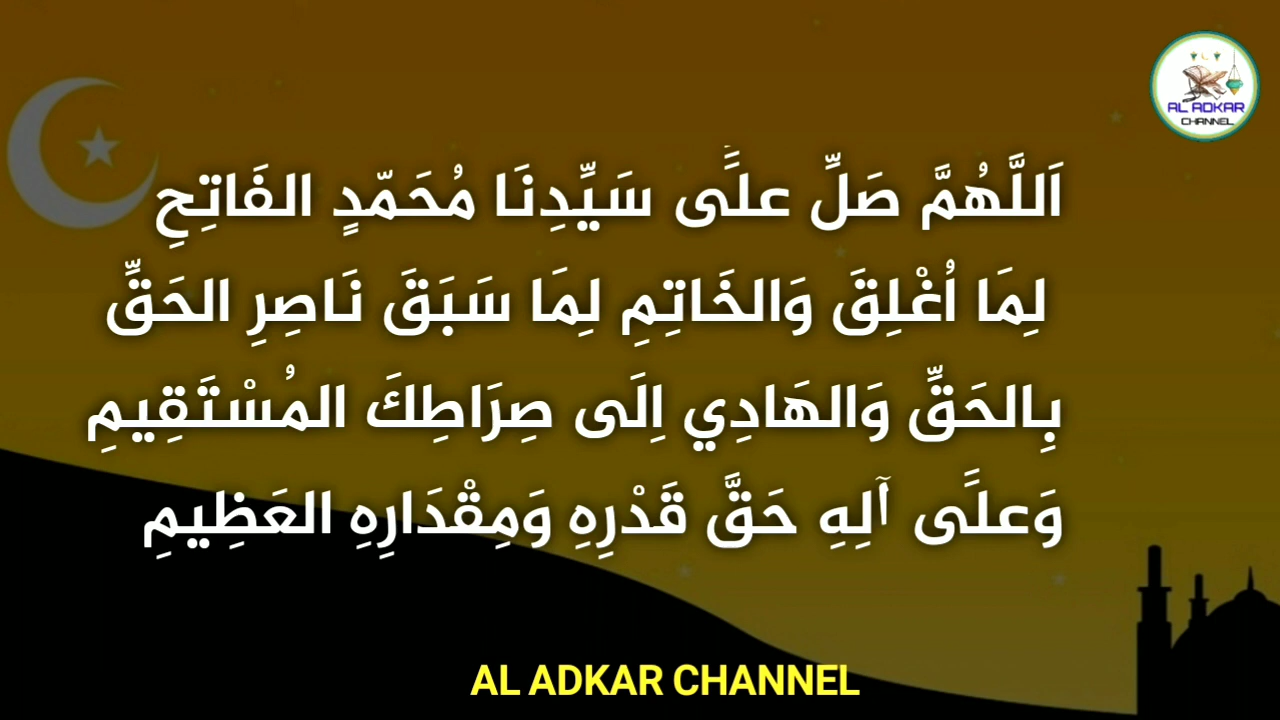 AL ADKAR
CHANNEL
اَللَّهُمَّ صَلِّ علَىٰ سَيِّدِنَا مُحَمّدٍ الفَاتِحِ
لِمَا اُغْلِقَ وَالخَاتِمِ لِمَا سَبَقَ نَاصِرِ الحَقِّ
بِالحَقِّ وَالهَادِي اِلَى صِرَاطِكَ المُسْتَقِيمِ
وَعلَىٰ آلِهِ حَقَّ قَدْرِهِ وَمِقْدَارِهِ العَظِيمِ
AL ADKAR CHANNEL